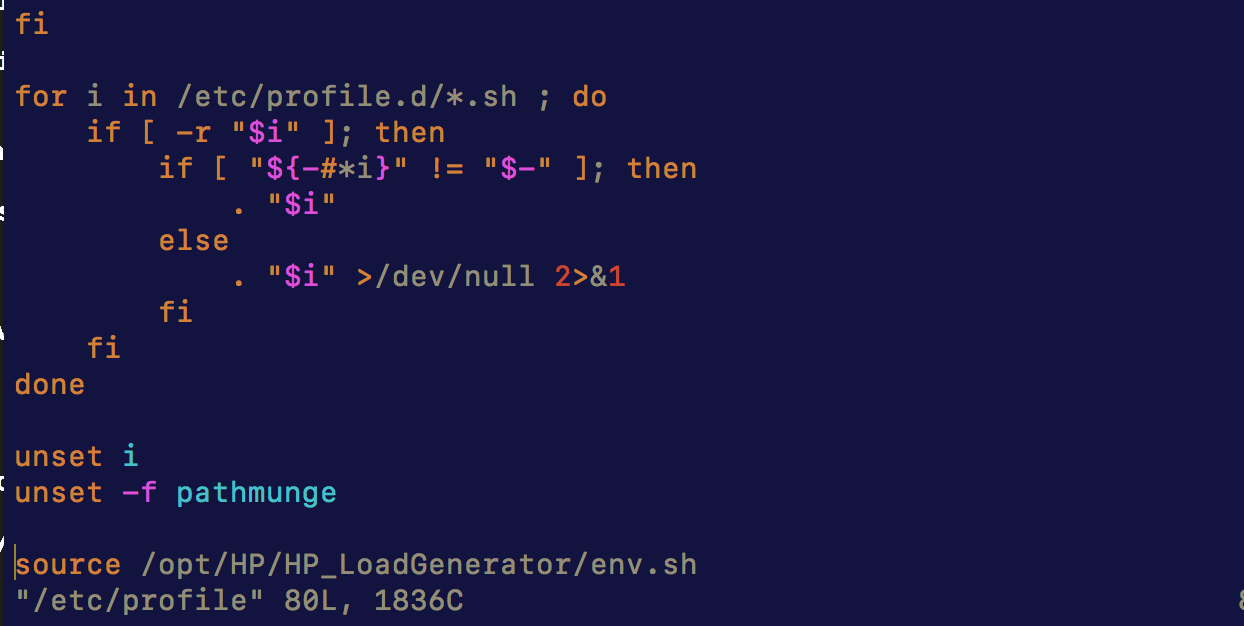 fi
for i in /etc/profile.d/*.sh ; do
    if [ -r "$i" ]; then
        if [ "${-#*i}" != "$-" ]; then
            . "$i"
        else
            . "$i" >/dev/null 2>&1
        fi
    fi
done
unset i
unset -f pathmunge
source /opt/HP/HP_LoadGenerator/env.sh
"/etc/profile" 80L, 1836C